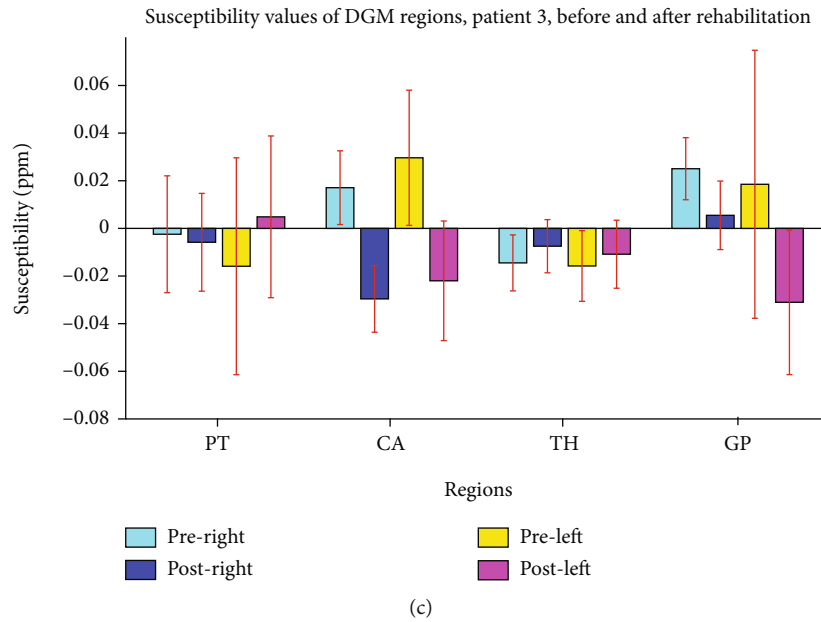 Susceptibility values of DGM regions, patient 3, before and after rehabilitation
0.06
0.04
0.02
0
−0.02
−0.04
−0.06
−0.08
Susceptibility (ppm)
PT CA TH GP
Regions
Pre-right Pre-left
Post-right Post-left
(c)